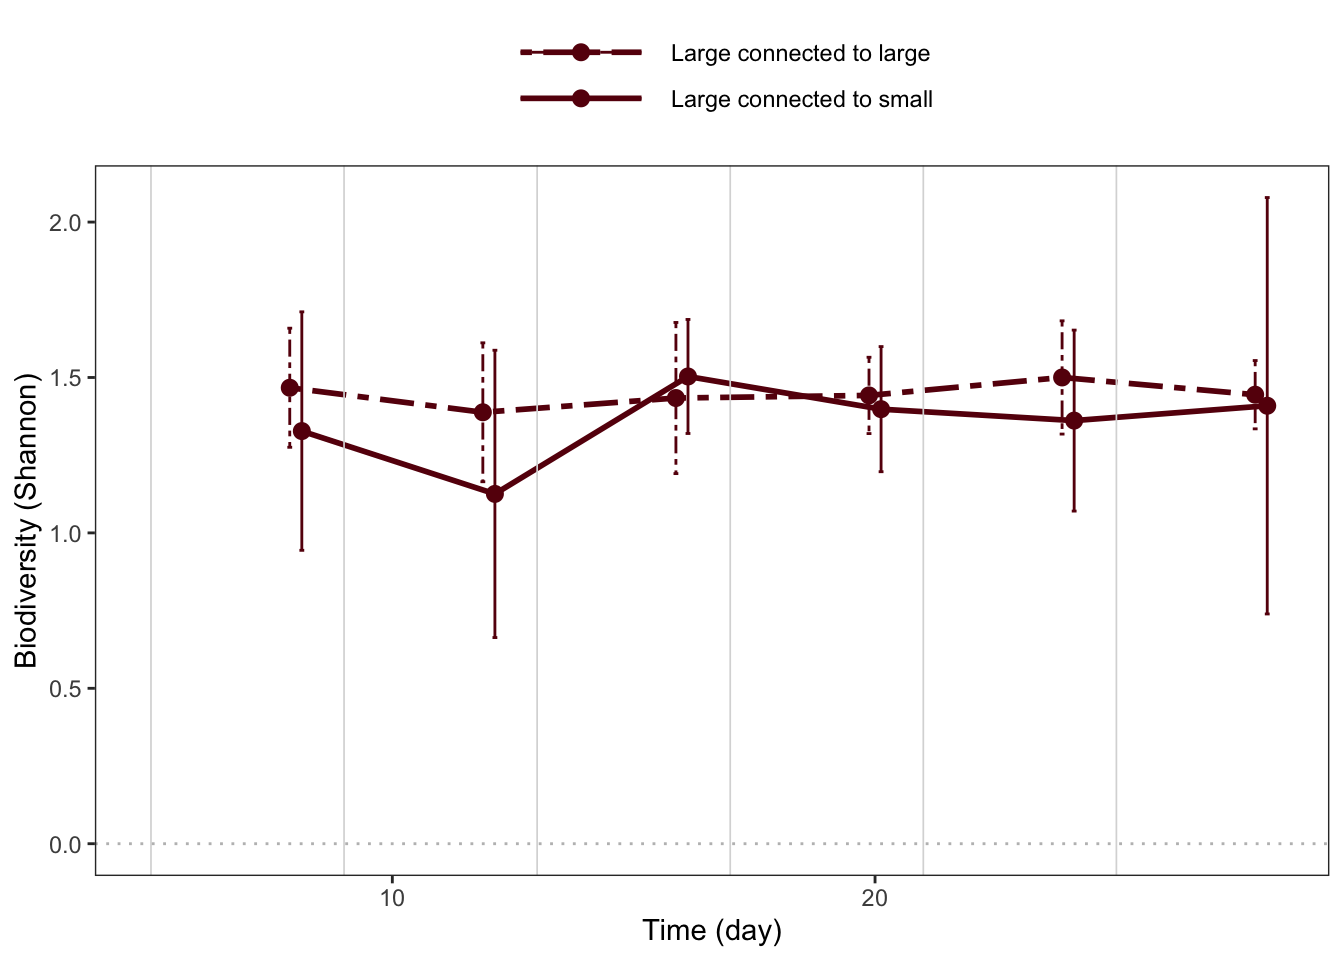 Large connected to large
Large connected to small
Biodiversity (Shannon)
2.0
1.5
1.0
0.5
0.0
10
20
Time (day)